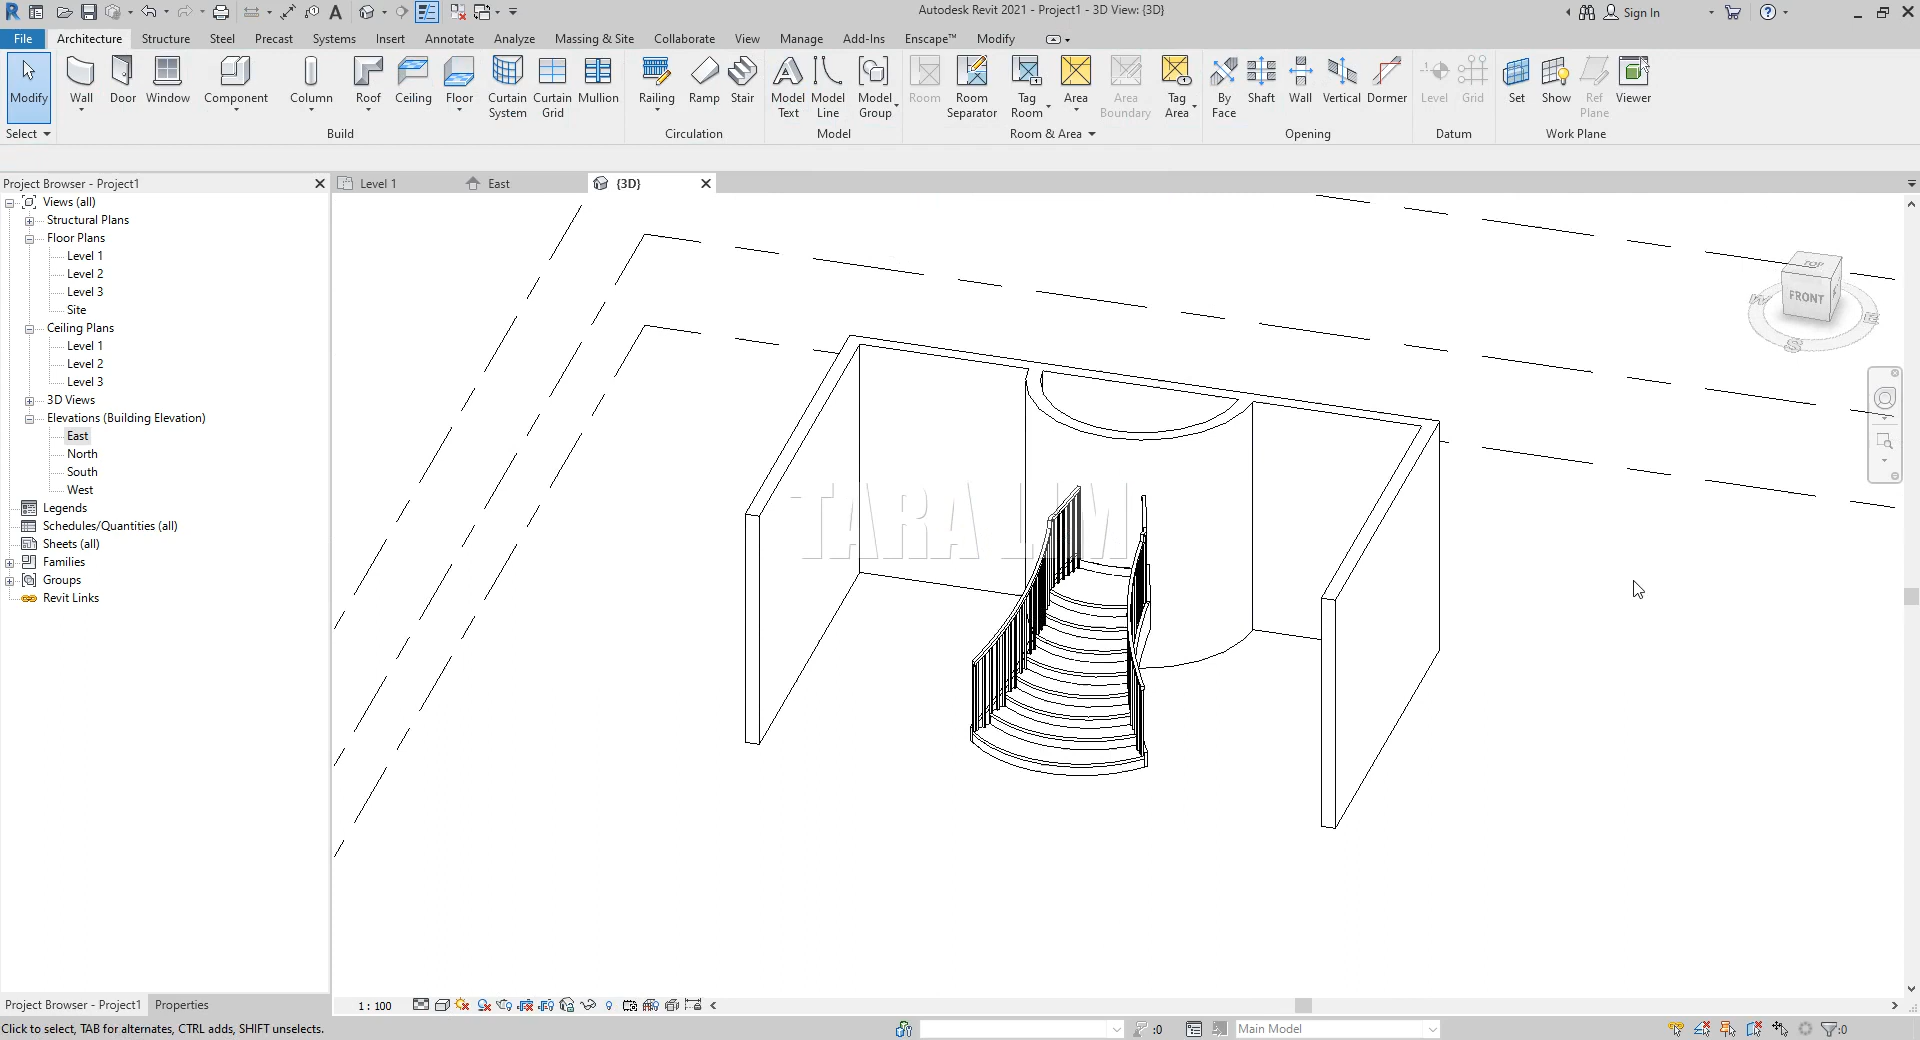 Autodesk Revit 2021 - Project1 - 3D View: {3D}
Sign In
File Architecture Structure Steel Precast Systems Insert Annotate Analyze Massing & Site Collaborate View Manage Add-Ins Enscape™ Modify
Modify Wall Door Window Component Column Roof Ceiling Floor Curtain System Curtain Grid Mullion Railing Ramp Stair Model Text Model Line Model Group Room Room Separator Tag Room Area Area Boundary Tag Area By Face Shaft Wall Vertical Dormer Level Grid Set Show Ref Plane Viewer
Select Build Circulation Model Room & Area Opening Datum Work Plane
Project Browser - Project1
Level 1 East {3D}
Views (all)
Structural Plans
Floor Plans
Level 1
Level 2
Level 3
Site
Ceiling Plans
Level 1
Level 2
Level 3
3D Views
Elevations (Building Elevation)
East
North
South
West
Legends
Schedules/Quantities (all)
Sheets (all)
Families
Groups
Revit Links
TOP
FRONT
W
E
S
TARA LIM
Project Browser - Project1 Properties
1 : 100
Click to select, TAB for alternates, CTRL adds, SHIFT unselects.
:0
Main Model
:0